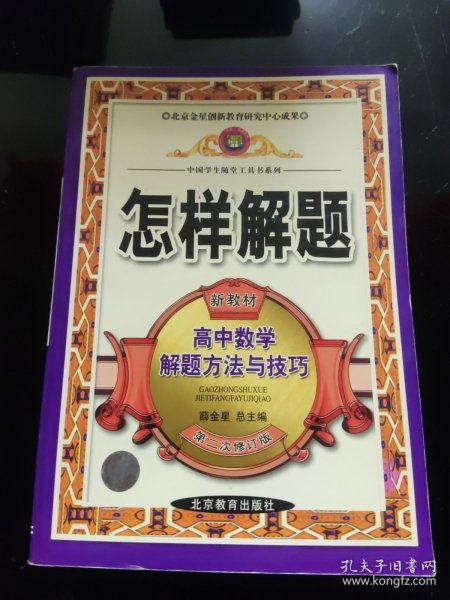 ◎北京金星创新教育研究中心成果◎
中国学生随堂工具书系列
怎样解题
新教材
高中数学
解题方法与技巧
GAOZHONGSHUXUE
JIETIFANGFAYUJIQIAO
薛金星 总主编
第二次修订版
北京教育出版社
孔夫子旧书网
www.kongfz.com